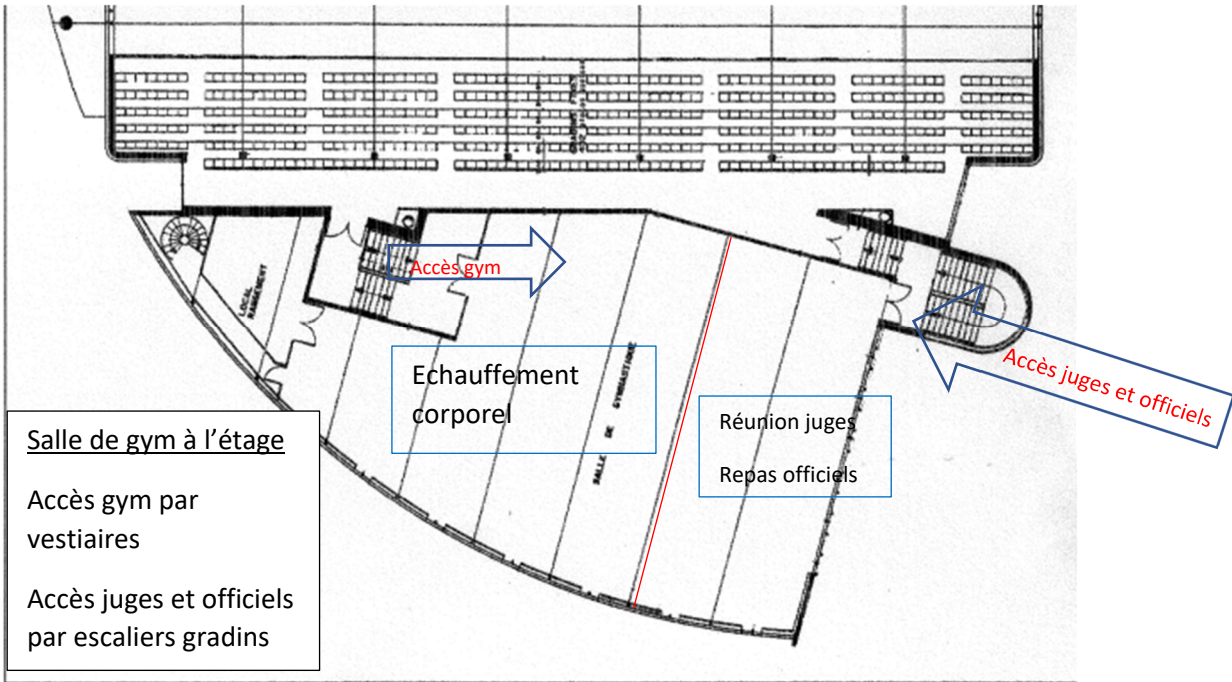 Accès gym
LOCAL
RANGEMENT
Echauffement
corporel
SALLE DE GYMNASTIQUE
Réunion juges
Repas officiels
Accès juges et officiels
Salle de gym à l’étage
Accès gym par
vestiaires
Accès juges et officiels
par escaliers gradins